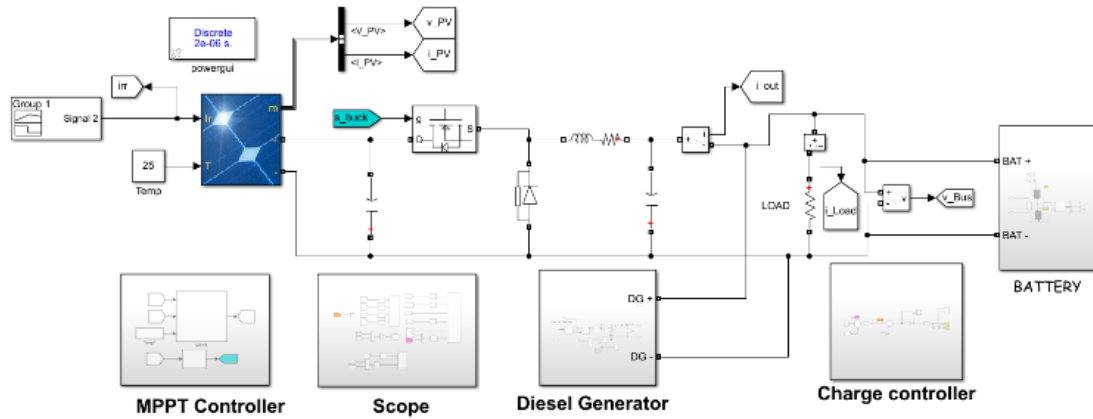 Discrete
2e-06 s.
powergui
<V_PV>
v_PV
<I_PV>
i_PV
irr
Group 1
Signal 2
Ir
m
+
T
-
25
Temp
s_buck
g
D
S
+
-
i
i out
LOAD
i_Load
+
-
v
v_Bus
BAT +
BAT -
BATTERY
DG +
DG -
MPPT Controller
Scope
Diesel Generator
Charge controller